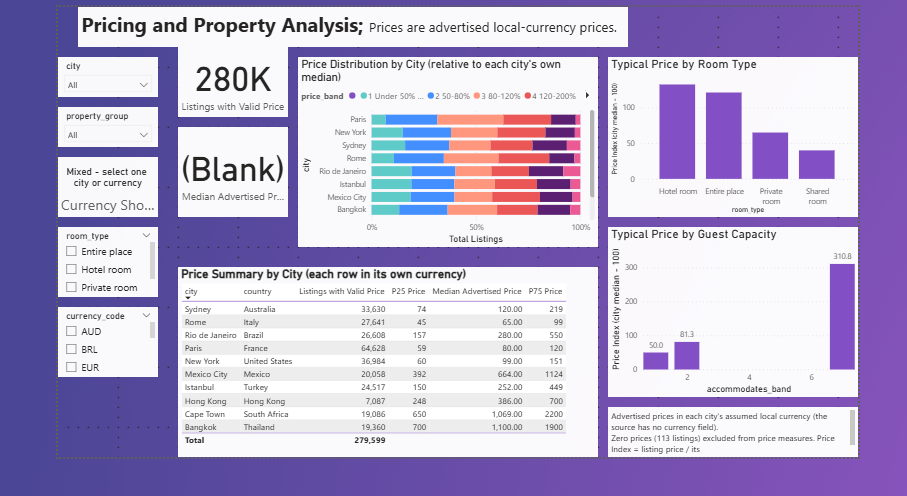 Pricing and Property Analysis; Prices are advertised local-currency prices.
city
All
property_group
All
Mixed - select one
city or currency
Currency Sho...
room_type
Entire place
Hotel room
Private room
currency_code
AUD
BRL
EUR
280K
Listings with Valid Price
(Blank)
Median Advertised Pr...
Price Distribution by City (relative to each city's own
median)
price_band 1 Under 50% ... 2 50-80% 3 80-120% 4 120-200%
city
Paris
New York
Sydney
Rome
Rio de Janeiro
Istanbul
Mexico City
Bangkok
0% 50% 100%
Total Listings
Typical Price by Room Type
Price Index (city median = 100)
100
50
0
Hotel room Entire place Private
room Shared
room
room_type
Typical Price by Guest Capacity
Price Index (city median = 100)
300
200
100
0
50.0
81.3
310.8
2 4 6
accommodates_band
Price Summary by City (each row in its own currency)
city country Listings with Valid Price P25 Price Median Advertised Price P75 Price
Sydney Australia 33,630 74 120.00 219
Rome Italy 27,641 45 65.00 99
Rio de Janeiro Brazil 26,608 157 280.00 550
Paris France 64,628 59 80.00 120
New York United States 36,984 60 99.00 151
Mexico City Mexico 20,058 392 664.00 1124
Istanbul Turkey 24,517 150 252.00 449
Hong Kong Hong Kong 7,087 248 386.00 700
Cape Town South Africa 19,086 650 1,069.00 2200
Bangkok Thailand 19,360 700 1,100.00 1900
Total 279,599
Advertised prices in each city's assumed local currency (the
source has no currency field).
Zero prices (113 listings) excluded from price measures. Price
Index = listing price / its